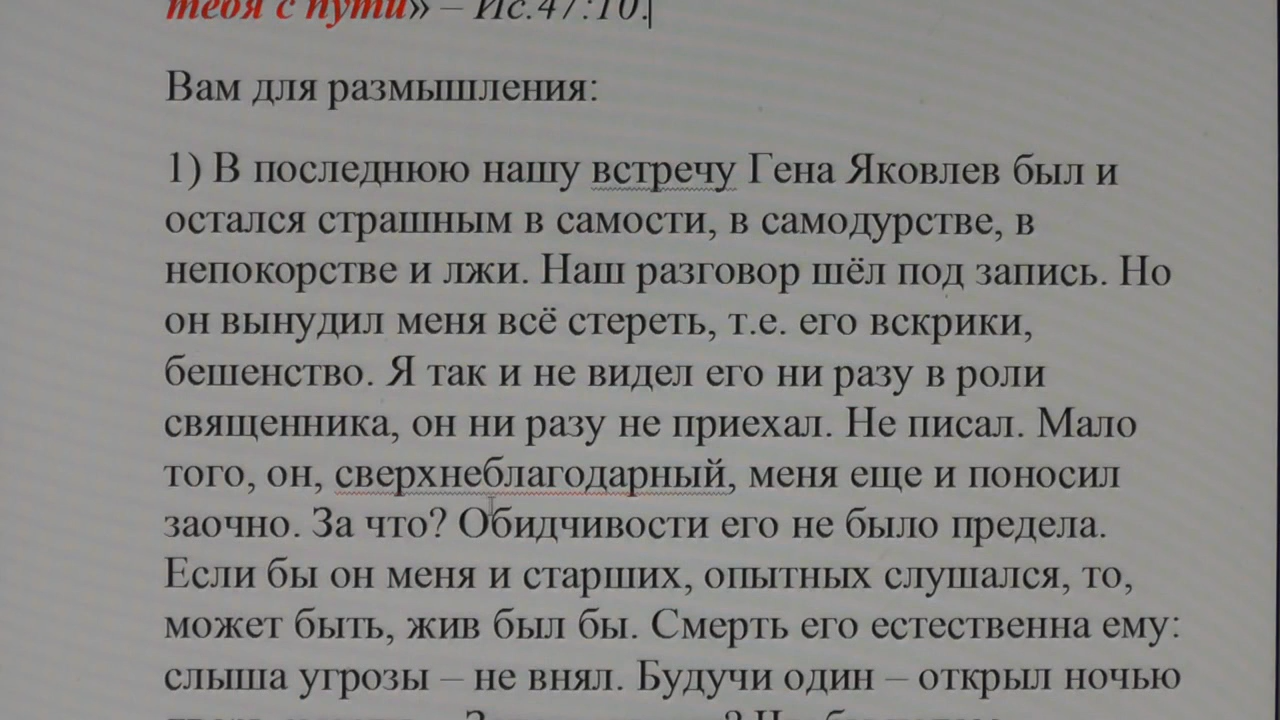 тебя с пути» – Ис.47:10.
Вам для размышления:
1) В последнюю нашу встречу Гена Яковлев был и
остался страшным в самости, в самодурстве, в
непокорстве и лжи. Наш разговор шёл под запись. Но
он вынудил меня всё стереть, т.е. его вскрики,
бешенство. Я так и не видел его ни разу в роли
священника, он ни разу не приехал. Не писал. Мало
того, он, сверхнеблагодарный, меня еще и поносил
заочно. За что? Обидчивости его не было предела.
Если бы он меня и старших, опытных слушался, то,
может быть, жив был бы. Смерть его естественна ему:
слыша угрозы – не внял. Будучи один – открыл ночью